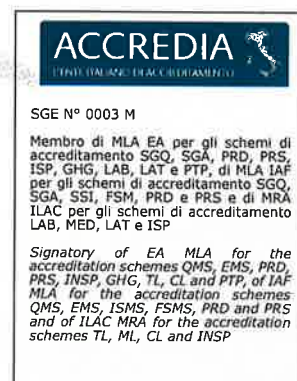 ACCREDIA
L'ENTE ITALIANO DI ACCREDITAMENTO
SGE N° 0003 M
Membro di MLA EA per gli schemi di
accreditamento SGQ, SGA, PRD, PRS,
ISP, GHG, LAB, LAT e PTP, di MLA IAF
per gli schemi di accreditamento SGQ,
SGA, SSI, FSM, PRD e PRS e di MRA
ILAC per gli schemi di accreditamento
LAB, MED, LAT e ISP
Signatory of EA MLA for the
accreditation schemes QMS, EMS, PRD,
PRS, INSP, GHG, TL, CL and PTP, of IAF
MLA for the accreditation schemes
QMS, EMS, ISMS, FSMS, PRD and PRS
and of ILAC MRA for the accreditation
schemes TL, ML, CL and INSP